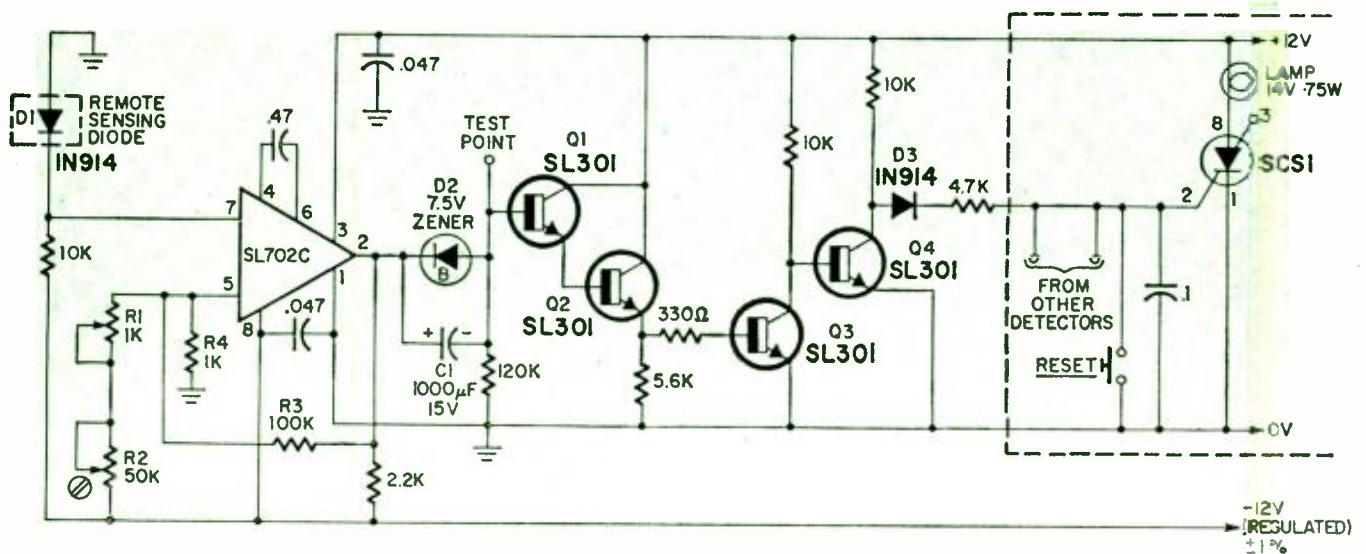 +12V
LAMP
14V .75W
D1
REMOTE
SENSING
DIODE
IN914
.047
.47
TEST
POINT
Q1
SL301
10K
10K
D3
IN914
4.7K
8
3
SCS1
2
1
D2
7.5V
ZENER
B
4
6
7
3
SL702C
2
1
5
8
10K
.047
Q2
SL301
Q4
SL301
330Ω
Q3
SL301
FROM
OTHER
DETECTORS
.1
RESET
R1
1K
R4
1K
+ -
C1
1000μF
15V
120K
5.6K
R3
100K
R2
50K
2.2K
0V
-12V
(REGULATED)
±1%